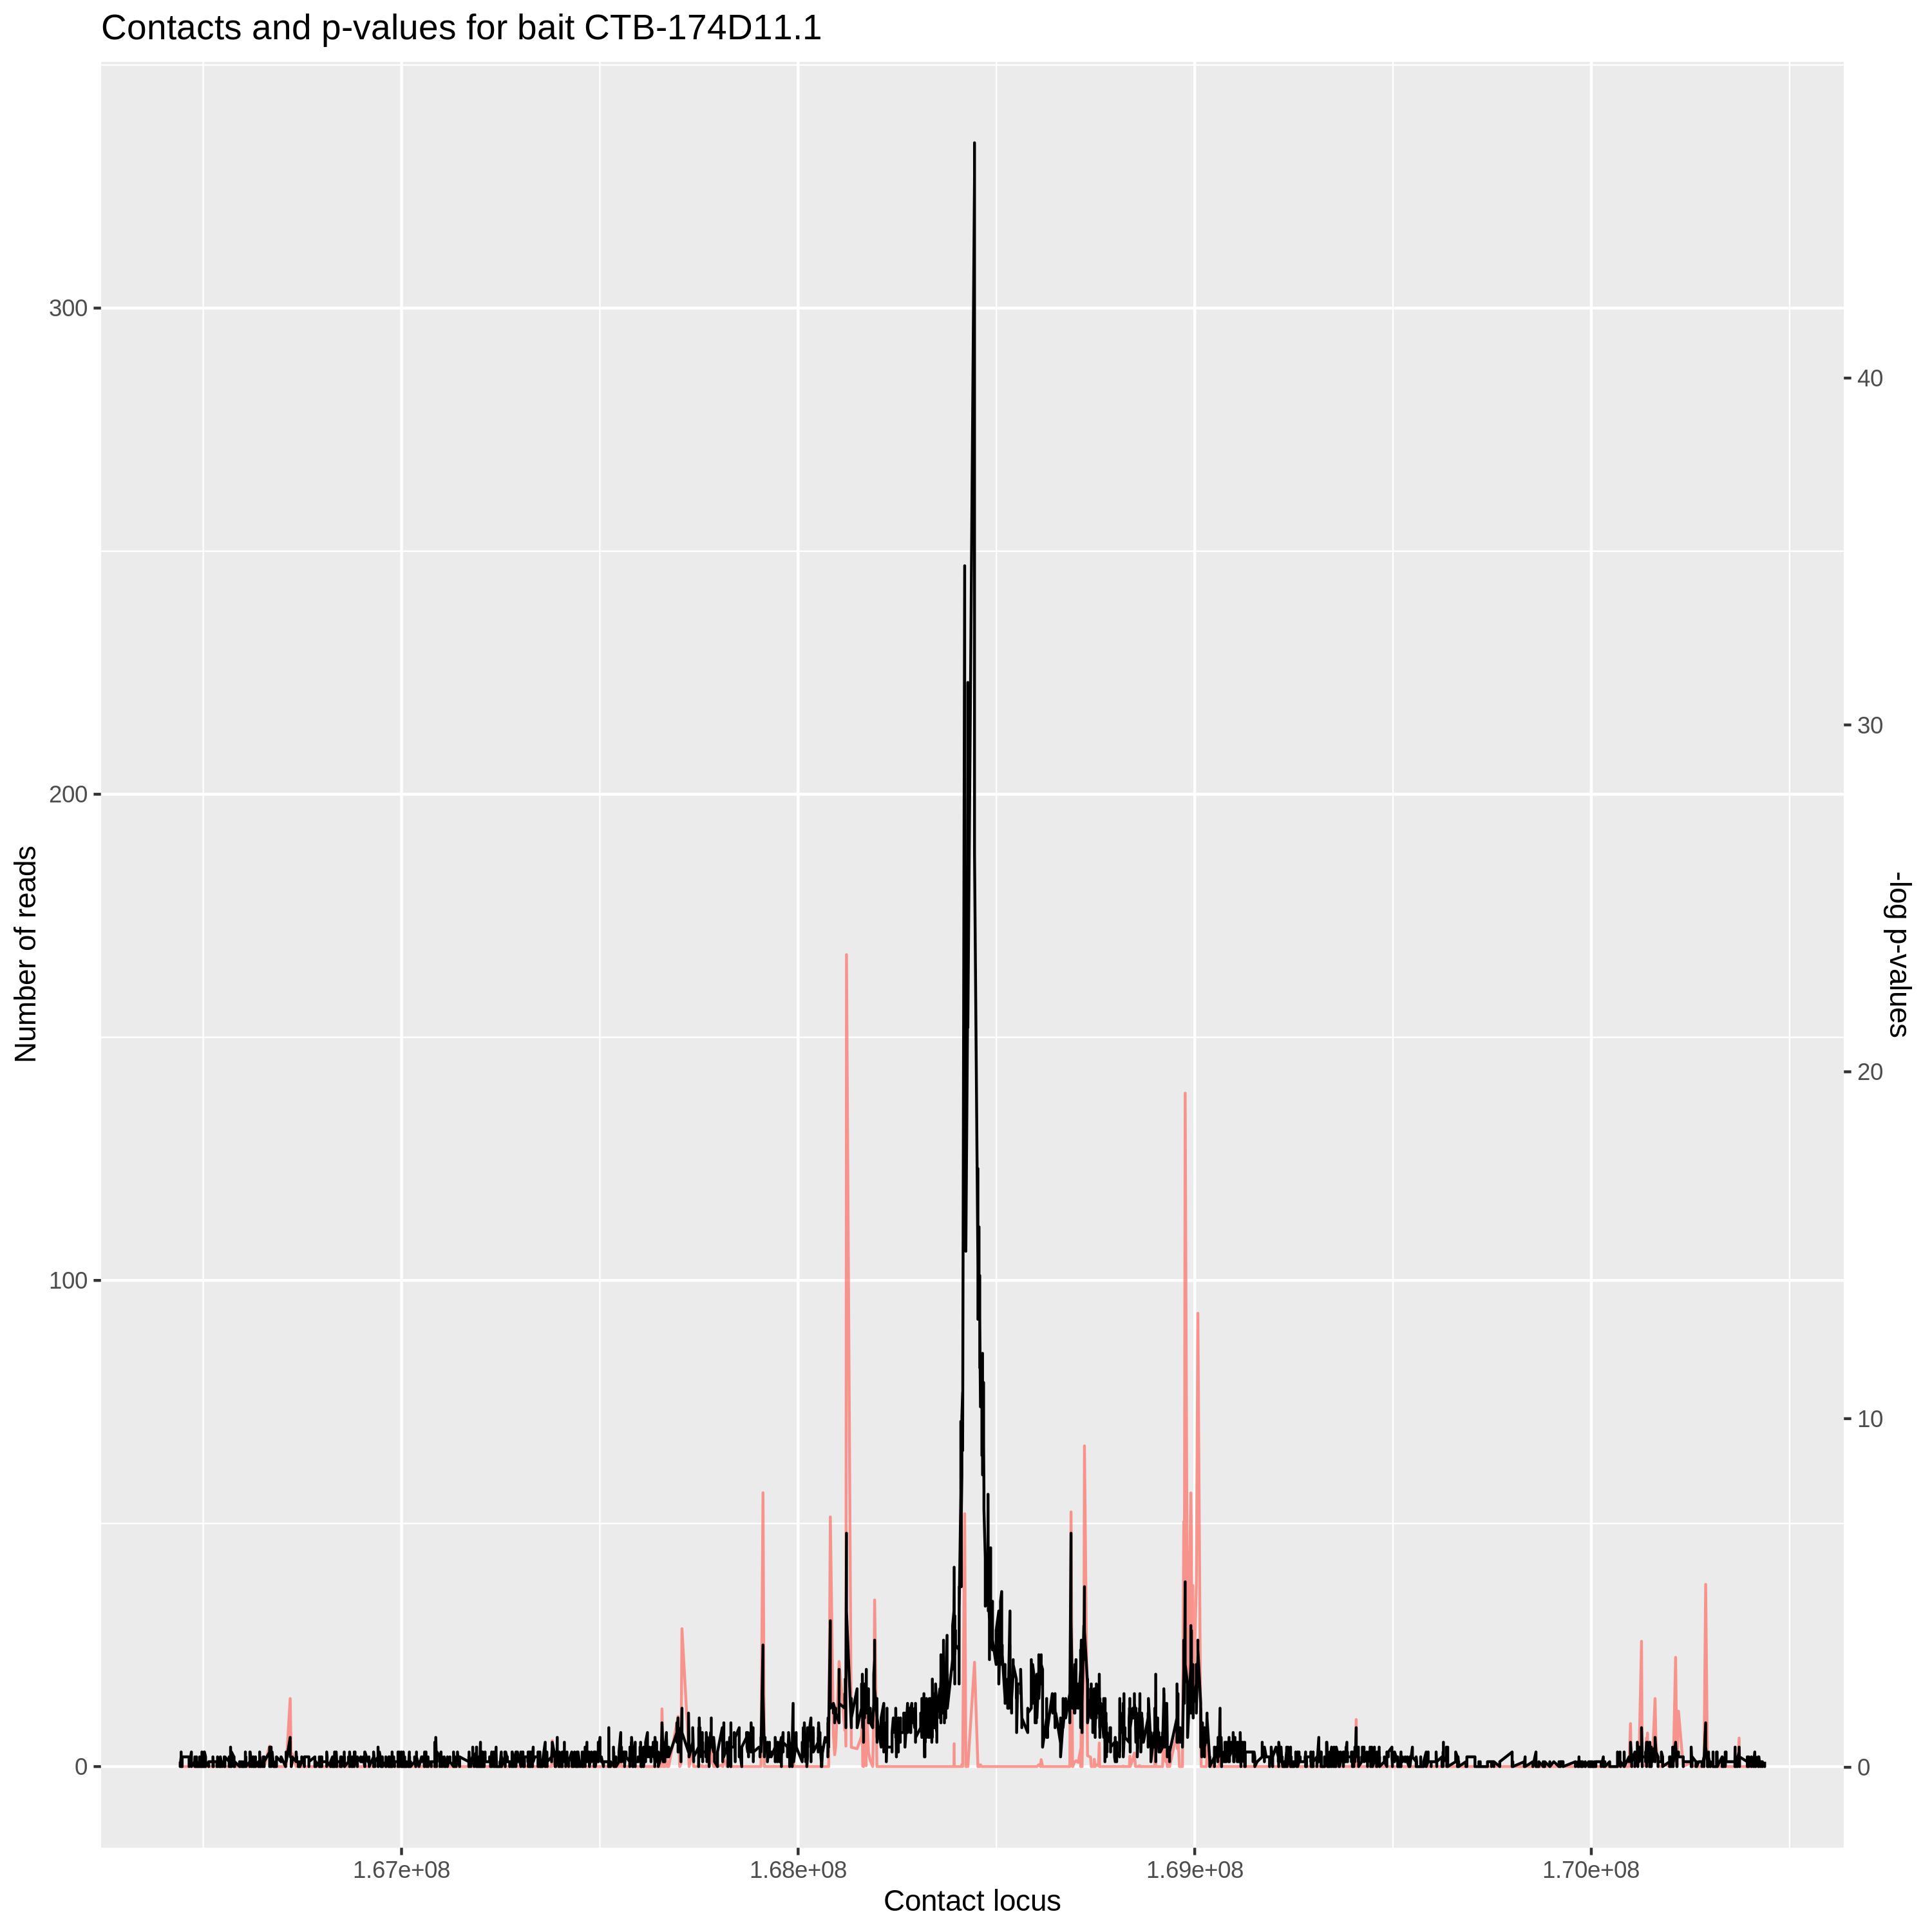 Contacts and p-values for bait CTB-174D11.1
300
200
100
0
Number of reads
40
30
20
10
0
-log p-values
1.67e+08
1.68e+08
1.69e+08
1.70e+08
Contact locus